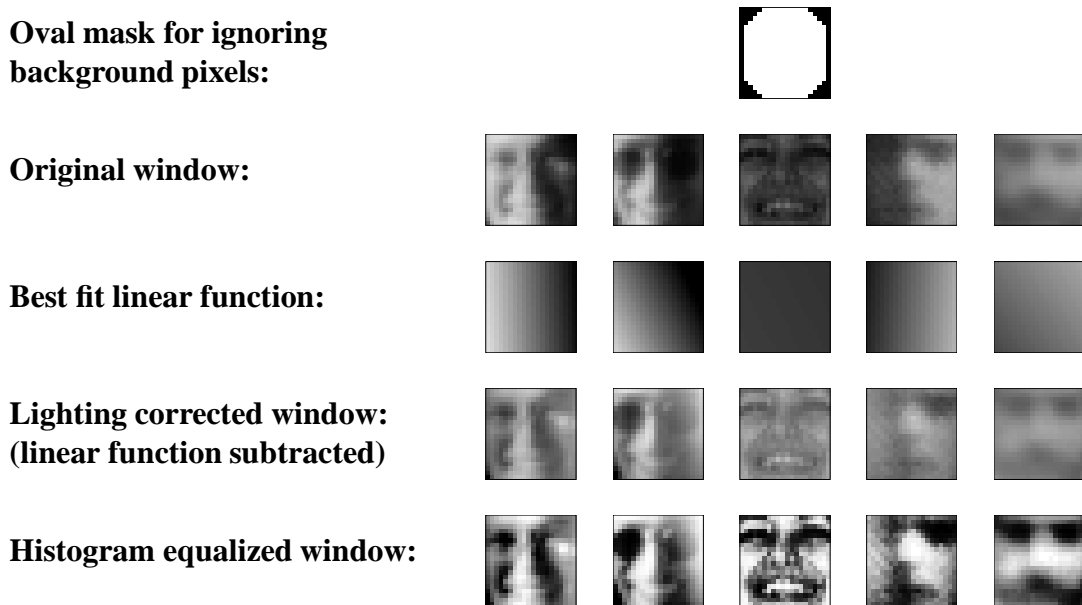 Oval mask for ignoring
background pixels:
Original window:
Best fit linear function:
Lighting corrected window:
(linear function subtracted)
Histogram equalized window: